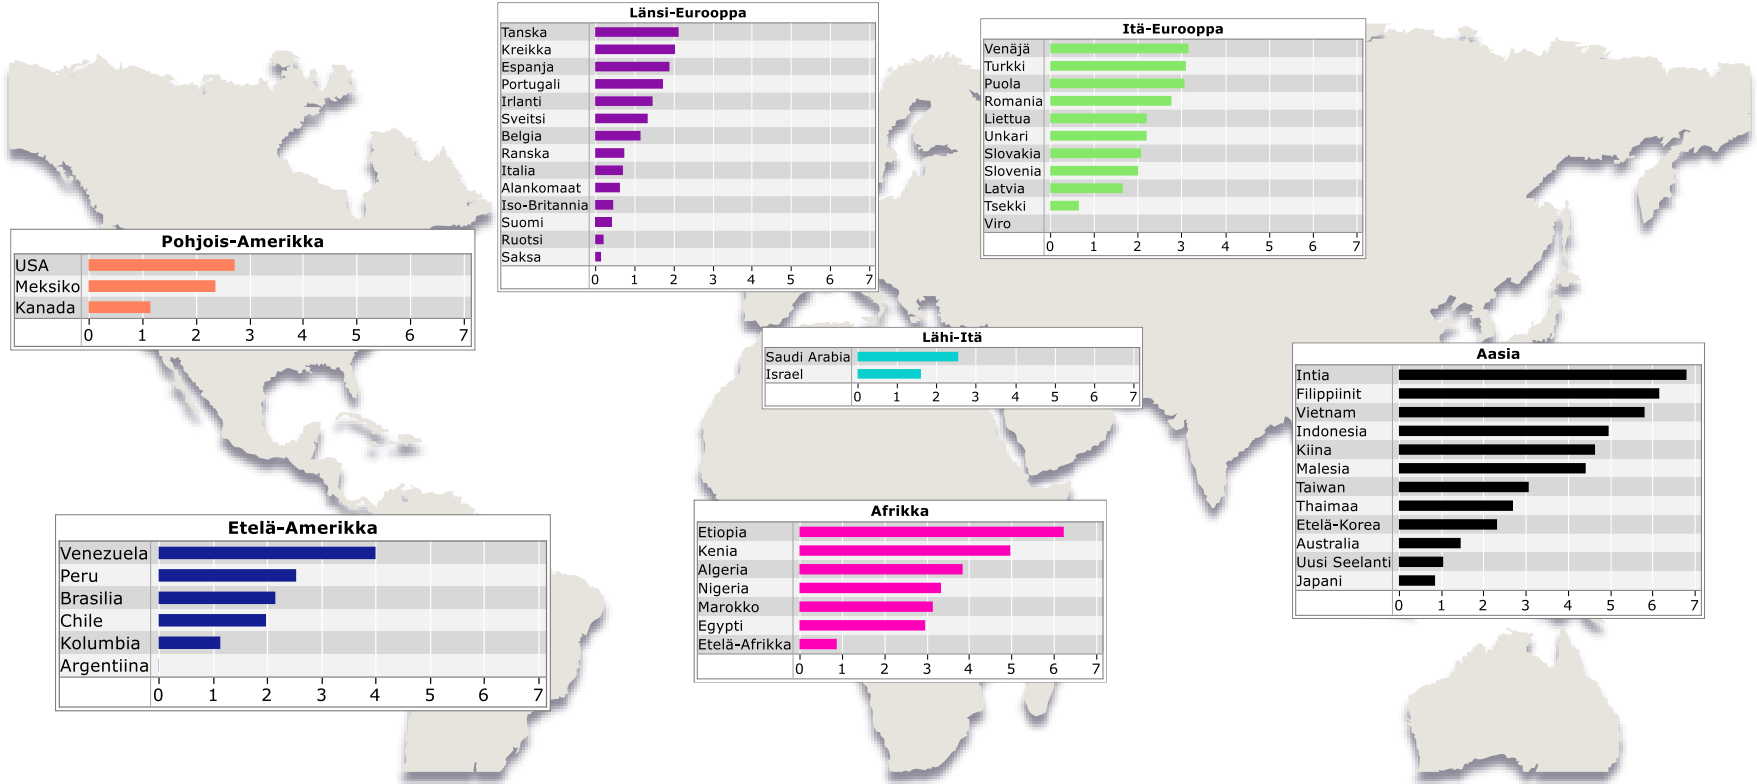 Länsi-Eurooppa
Tanska
Kreikka
Espanja
Portugali
Irlanti
Sveitsi
Belgia
Ranska
Italia
Alankomaat
Iso-Britannia
Suomi
Ruotsi
Saksa
0 1 2 3 4 5 6 7
Itä-Eurooppa
Venäjä
Turkki
Puola
Romania
Liettua
Unkari
Slovakia
Slovenia
Latvia
Tsekki
Viro
0 1 2 3 4 5 6 7
Pohjois-Amerikka
USA
Meksiko
Kanada
0 1 2 3 4 5 6 7
Lähi-Itä
Saudi Arabia
Israel
0 1 2 3 4 5 6 7
Aasia
Intia
Filippiinit
Vietnam
Indonesia
Kiina
Malesia
Taiwan
Thaimaa
Etelä-Korea
Australia
Uusi Seelanti
Japani
0 1 2 3 4 5 6 7
Etelä-Amerikka
Venezuela
Peru
Brasilia
Chile
Kolumbia
Argentiina
0 1 2 3 4 5 6 7
Afrikka
Etiopia
Kenia
Algeria
Nigeria
Marokko
Egypti
Etelä-Afrikka
0 1 2 3 4 5 6 7